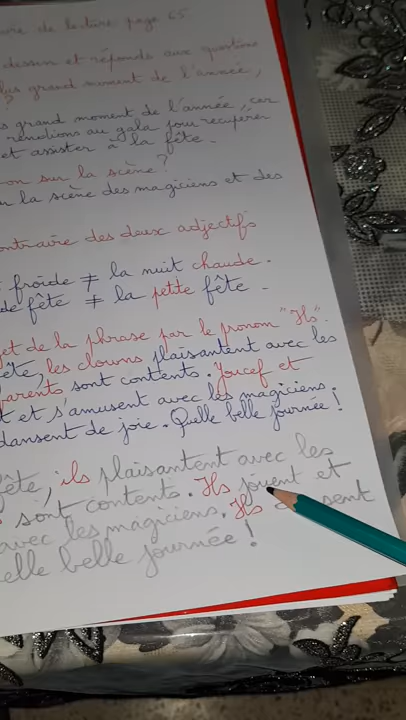 de lecture page 65
dessin et réponds aux questions
plus grand moment de l'année,
?
grand moment de l'année, car
rendions au gala pour récupérer
et assister à la fête.
on sur la scène?
la scène des magiciens et des
contraire des deux adjectifs
froide ≠ la nuit chaude.
de fête ≠ la petite fête.
de la phrase par le pronom "Ils".
fête, les clowns plaisantent avec les
parents sont contents. Youcef et
et s'amusent avec les magiciens.
dansent de joie. Quelle belle journée!
fête, ils plaisantent avec les
sont contents. Ils jouent et
avec les magiciens. Ils
belle journée!